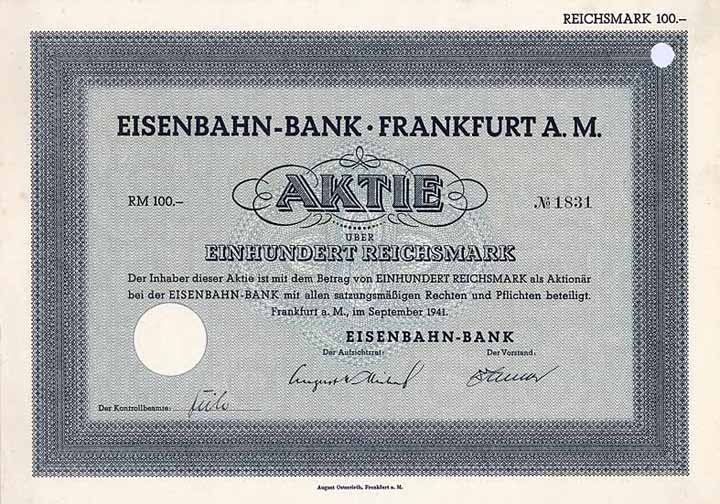 REICHSMARK 100.–
EISENBAHN-BANK · FRANKFURT A. M.
AKTIE
RM 100.– № 1831
ÜBER
EINHUNDERT REICHSMARK
Der Inhaber dieser Aktie ist mit dem Betrag von EINHUNDERT REICHSMARK als Aktionär
bei der EISENBAHN-BANK mit allen satzungsmäßigen Rechten und Pflichten beteiligt.
Frankfurt a. M., im September 1941.
EISENBAHN-BANK
Der Aufsichtsrat: Der Vorstand:
Der Kontrollbeamte:
August Osterrieth, Frankfurt a. M.